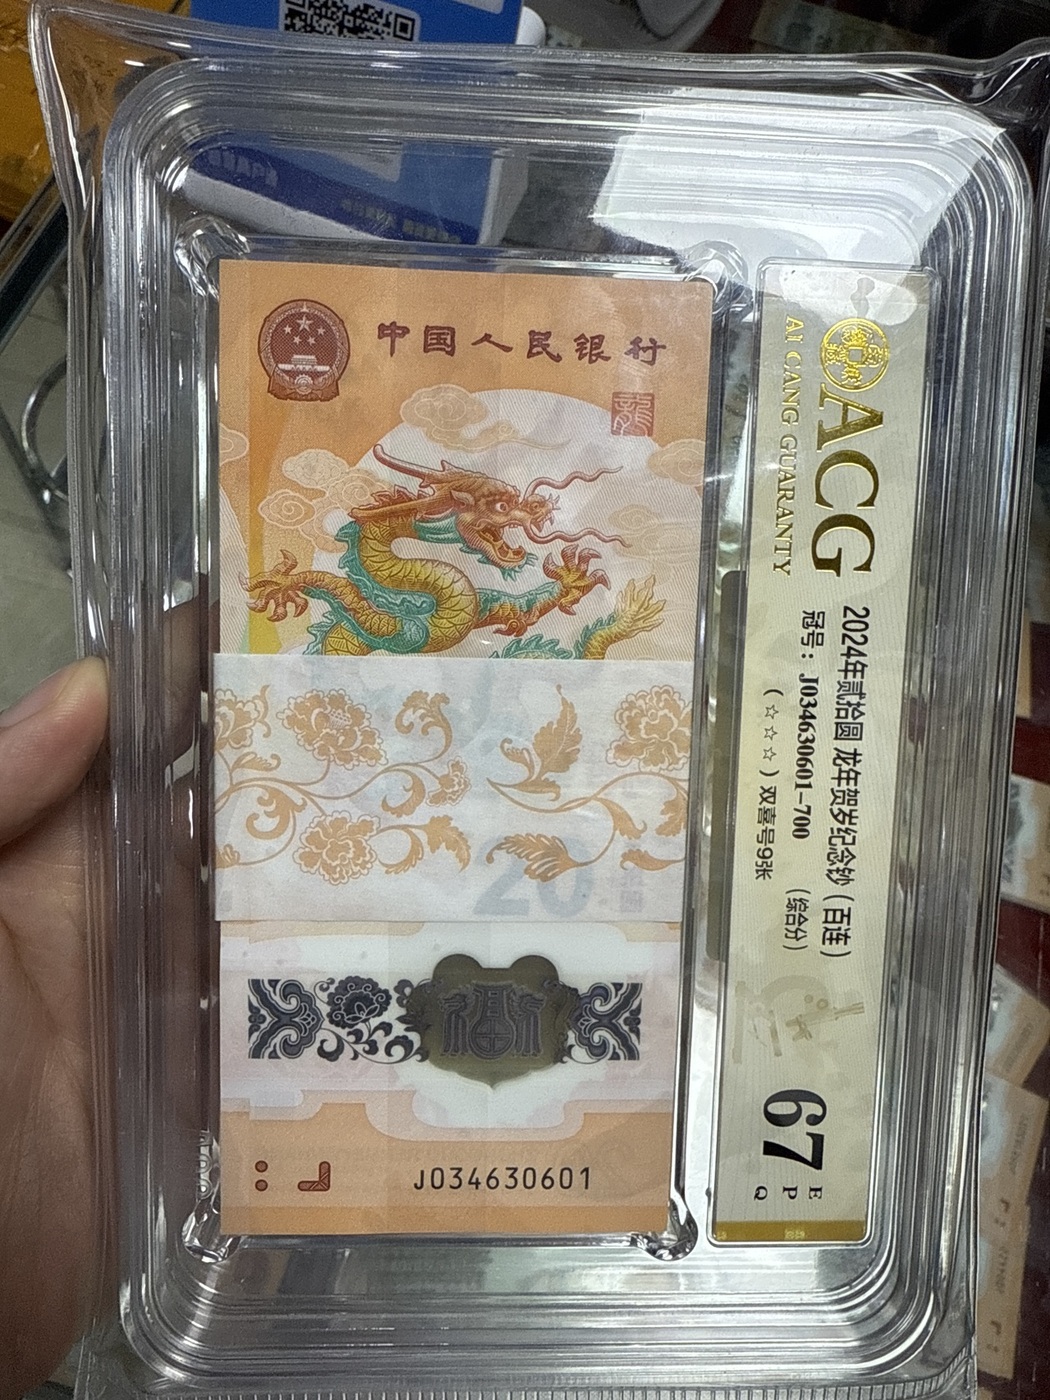 中国人民银行
龍
20
福
J034630601
ACG
AI CANG GUARANTY
2024年贰拾圆 龙年贺岁纪念钞（百连）
冠号：J034630601-700 （综合分）
（☆☆☆☆）双喜号9张
67
E
P
Q